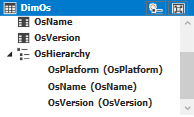 DimOs
OsName
OsVersion
OsHierarchy
OsPlatform (OsPlatform)
OsName (OsName)
OsVersion (OsVersion)